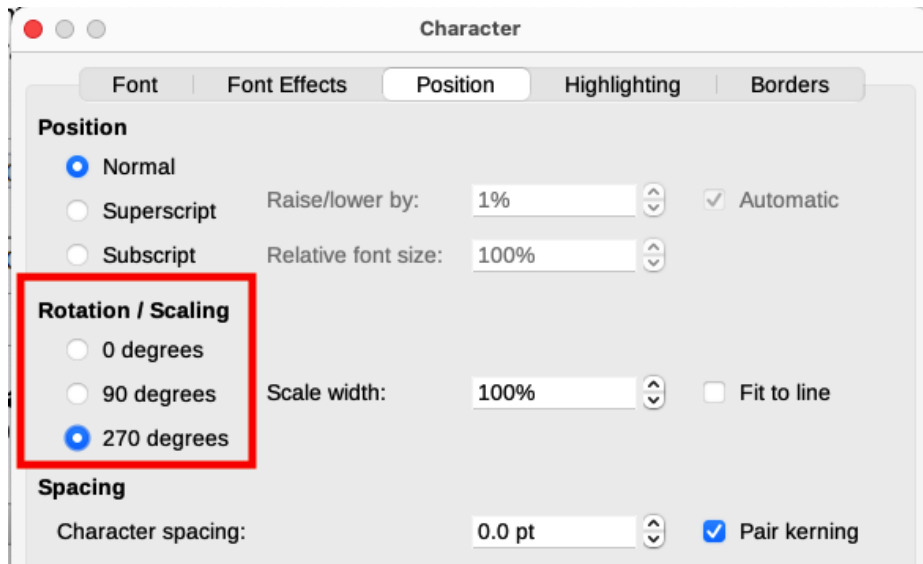 Character
Font Font Effects Position Highlighting Borders
Position
Normal
Superscript Raise/lower by: 1% Automatic
Subscript Relative font size: 100%
Rotation / Scaling
0 degrees
90 degrees Scale width: 100% Fit to line
270 degrees
Spacing
Character spacing: 0.0 pt Pair kerning